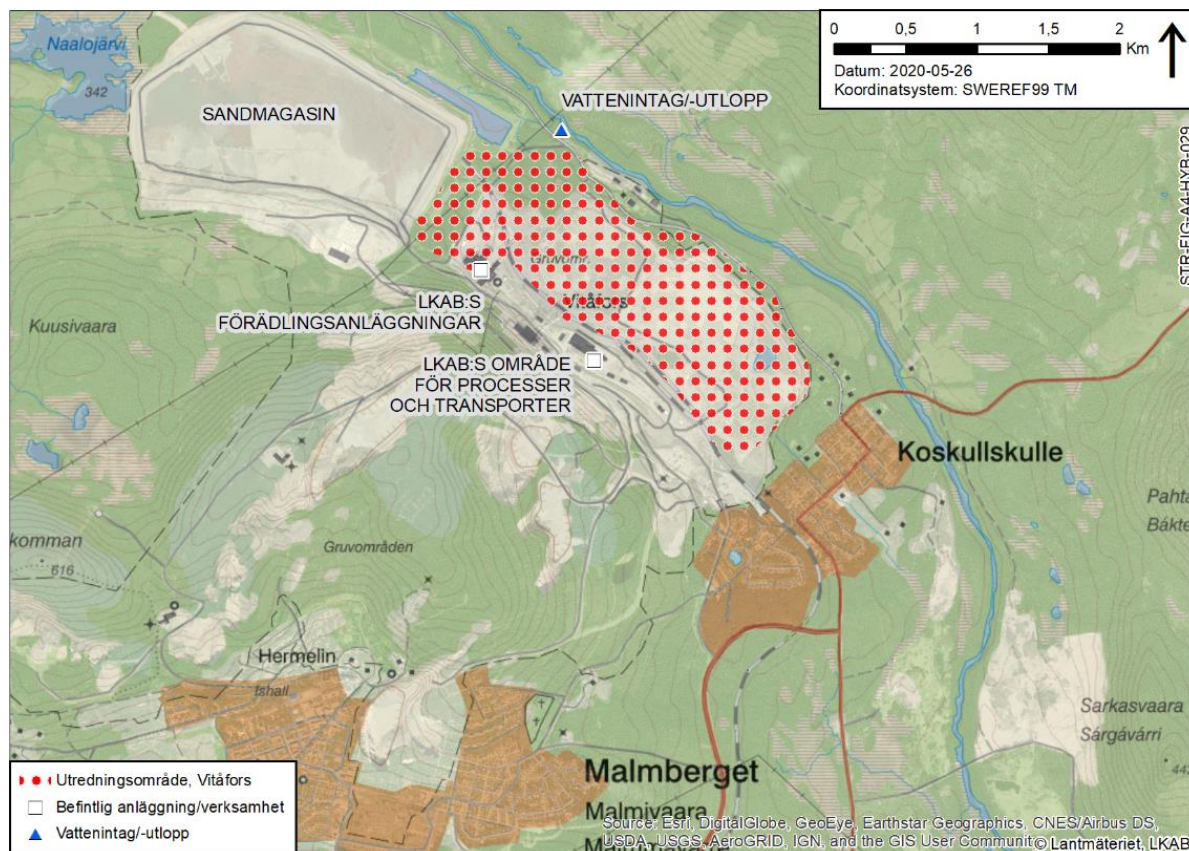 Naalojärvi
342
SANDMAGASIN
VATTENINTAG/-UTLOPP
0 0,5 1 1,5 2
Km
Datum: 2020-05-26
Koordinatsystem: SWEREF99 TM
STR-FIG-A4-HYB-029
Gruvomr.
Vitåfors
LKAB:S
FÖRÄDLINGSANLÄGGNINGAR
LKAB:S OMRÅDE
FÖR PROCESSER
OCH TRANSPORTER
Kuusivaara
Koskullskulle
Pahta
Bákte
komman
616
Gruvområden
Hermelin
Ishall
Sarkasvaara
Sárgávárri
Malmberget
Malmivaara
Utredningsområde, Vitåfors
Befintlig anläggning/verksamhet
Vattenintag/-utlopp
Source: Esri, DigitalGlobe, GeoEye, Earthstar Geographics, CNES/Airbus DS,
USDA, USGS, AeroGRID, IGN, and the GIS User Communit © Lantmäteriet, LKAB